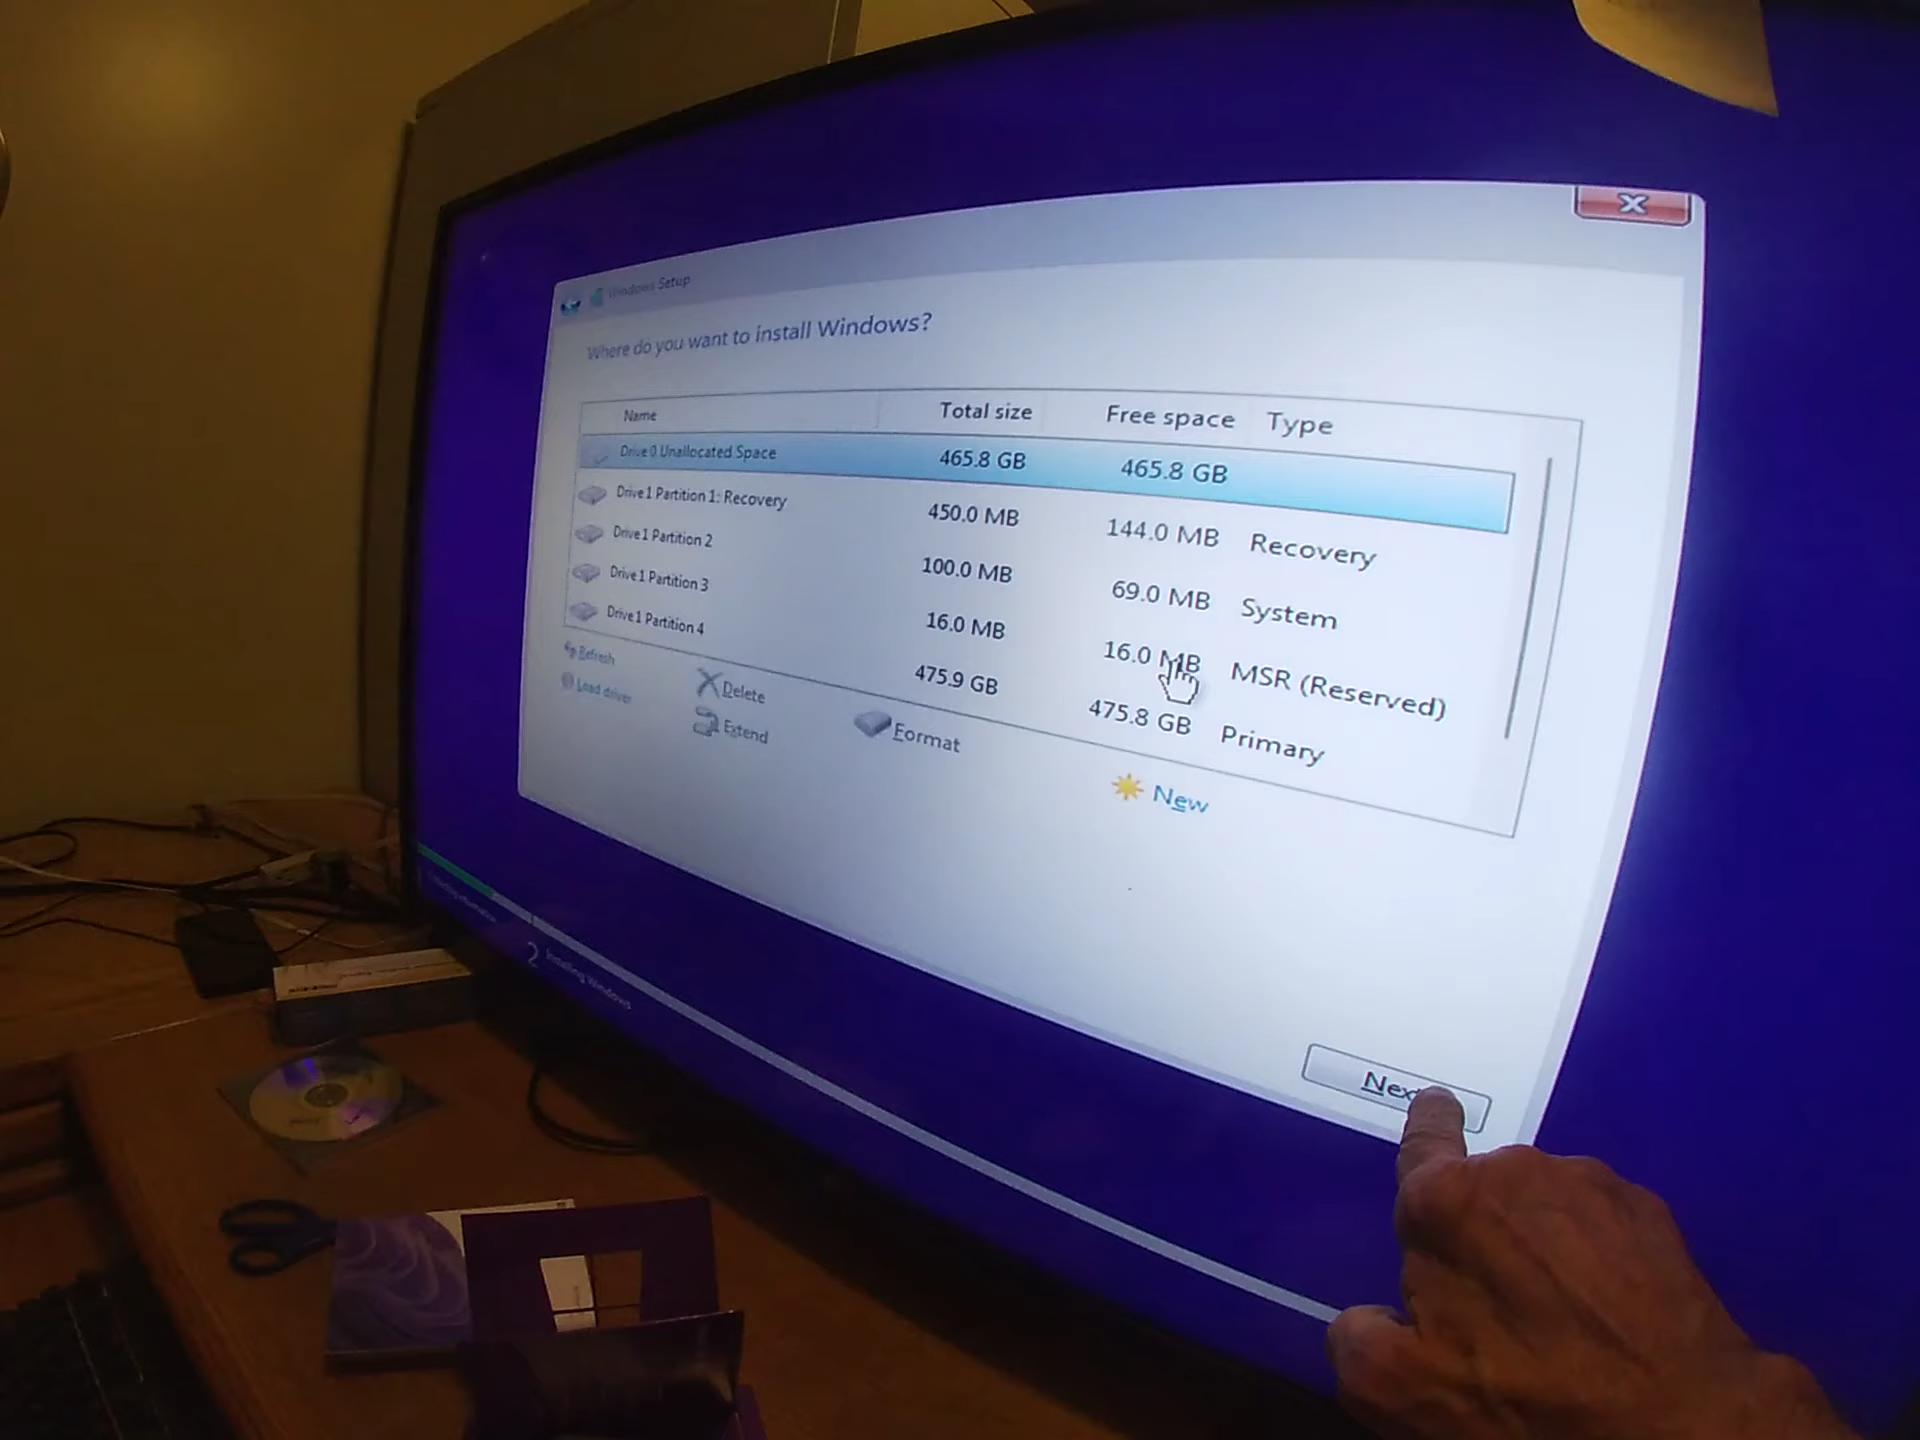 Windows Setup
Where do you want to install Windows?
Name Total size Free space Type
Drive 0 Unallocated Space 465.8 GB 465.8 GB
Drive 1 Partition 1: Recovery 450.0 MB 144.0 MB Recovery
Drive 1 Partition 2 100.0 MB 69.0 MB System
Drive 1 Partition 3 16.0 MB 16.0 MB MSR (Reserved)
Drive 1 Partition 4 475.9 GB 475.8 GB Primary
Refresh Delete Format New
Load driver Extend
Next
2 Installing Windows